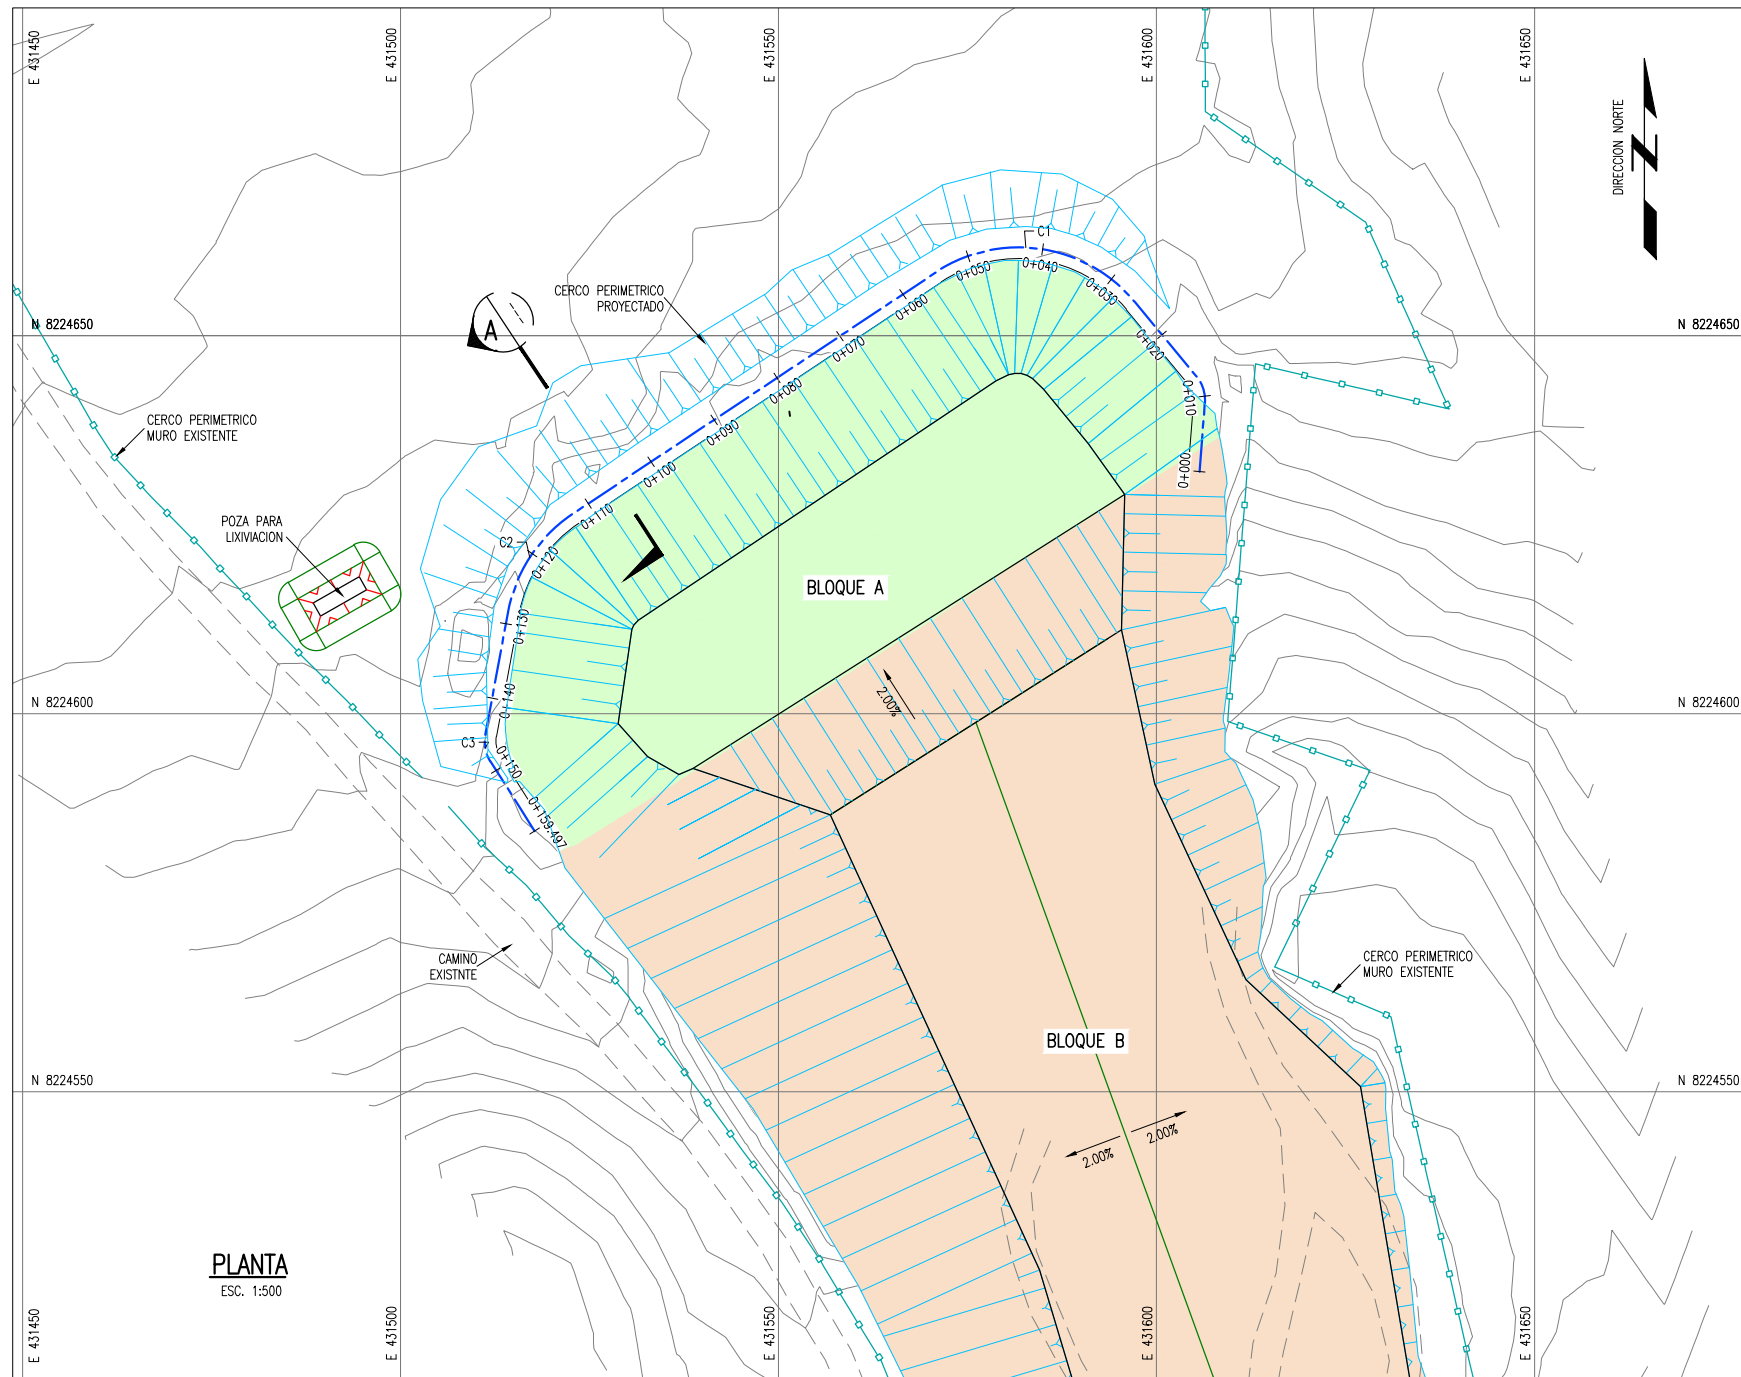 E 431450
E 431500
E 431550
E 431600
E 431650
DIRECCION NORTE
N
C1
0+050
0+040
0+030
0+060
CERCO PERIMETRICO
PROYECTADO
A
N 8224650
N 8224650
0+070
0+020
0+080
0+010
CERCO PERIMETRICO
MURO EXISTENTE
0+090
0+100
0+000
0+110
POZA PARA
LIXIVIACION
C2
0+120
BLOQUE A
0+130
2.00%
0+140
N 8224600
N 8224600
C3
0+150
0+159.497
CAMINO
EXISTNTE
CERCO PERIMETRICO
MURO EXISTENTE
BLOQUE B
N 8224550
N 8224550
2.00%
2.00%
PLANTA
ESC. 1:500
E 431450
E 431500
E 431550
E 431600
E 431650